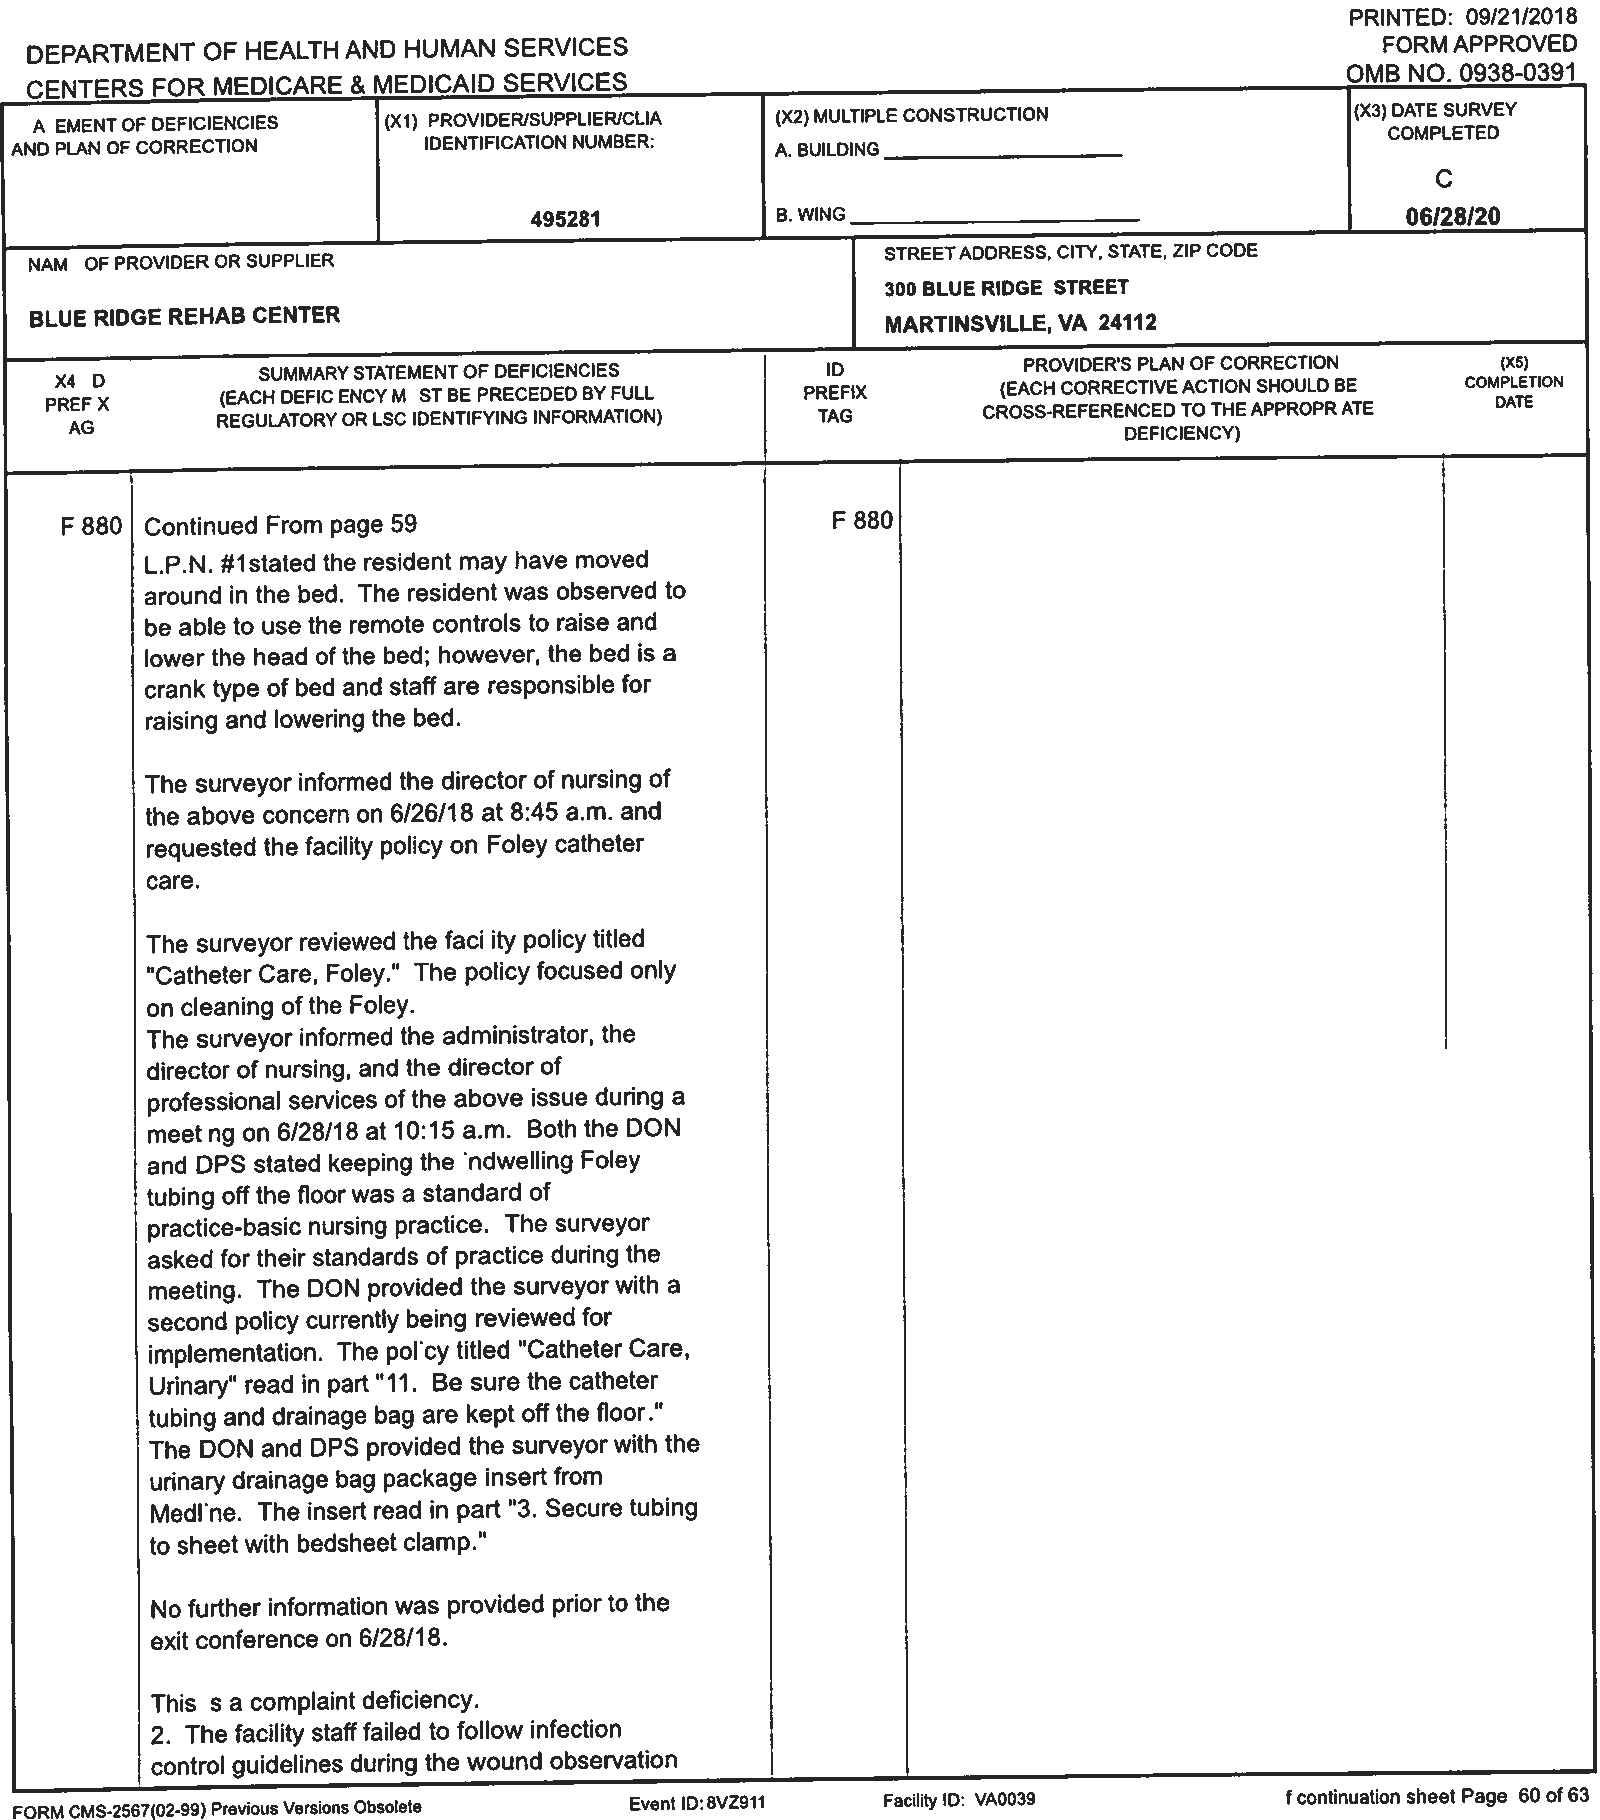 PRINTED: 09/21/2018
DEPARTMENT OF HEALTH AND HUMAN SERVICES
FORM APPROVED
CENTERS FOR MEDICARE & MEDICAID SERVICES
OMB NO. 0938-0391
A EMENT OF DEFICIENCIES
AND PLAN OF CORRECTION
(X1) PROVIDER/SUPPLIER/CLIA
IDENTIFICATION NUMBER:
495281
(X2) MULTIPLE CONSTRUCTION
A. BUILDING
B. WING
(X3) DATE SURVEY
COMPLETED
C
06/28/20
NAM OF PROVIDER OR SUPPLIER
BLUE RIDGE REHAB CENTER
STREET ADDRESS, CITY, STATE, ZIP CODE
300 BLUE RIDGE STREET
MARTINSVILLE, VA 24112
X4 D
PREF X
AG
SUMMARY STATEMENT OF DEFICIENCIES
(EACH DEFIC ENCY M ST BE PRECEDED BY FULL
REGULATORY OR LSC IDENTIFYING INFORMATION)
ID
PREFIX
TAG
PROVIDER'S PLAN OF CORRECTION
(EACH CORRECTIVE ACTION SHOULD BE
CROSS-REFERENCED TO THE APPROPR ATE
DEFICIENCY)
(X5)
COMPLETION
DATE
F 880
Continued From page 59
L.P.N. #1stated the resident may have moved
around in the bed. The resident was observed to
be able to use the remote controls to raise and
lower the head of the bed; however, the bed is a
crank type of bed and staff are responsible for
raising and lowering the bed.
The surveyor informed the director of nursing of
the above concern on 6/26/18 at 8:45 a.m. and
requested the facility policy on Foley catheter
care.
The surveyor reviewed the faci ity policy titled
"Catheter Care, Foley." The policy focused only
on cleaning of the Foley.
The surveyor informed the administrator, the
director of nursing, and the director of
professional services of the above issue during a
meet ng on 6/28/18 at 10:15 a.m. Both the DON
and DPS stated keeping the 'ndwelling Foley
tubing off the floor was a standard of
practice-basic nursing practice. The surveyor
asked for their standards of practice during the
meeting. The DON provided the surveyor with a
second policy currently being reviewed for
implementation. The pol'cy titled "Catheter Care,
Urinary" read in part "11. Be sure the catheter
tubing and drainage bag are kept off the floor."
The DON and DPS provided the surveyor with the
urinary drainage bag package insert from
Medl'ne. The insert read in part "3. Secure tubing
to sheet with bedsheet clamp."
No further information was provided prior to the
exit conference on 6/28/18.
This s a complaint deficiency.
2. The facility staff failed to follow infection
control guidelines during the wound observation
F 880
FORM CMS-2567(02-99) Previous Versions Obsolete
Event ID: 8VZ911
Facility ID: VA0039
f continuation sheet Page 60 of 63